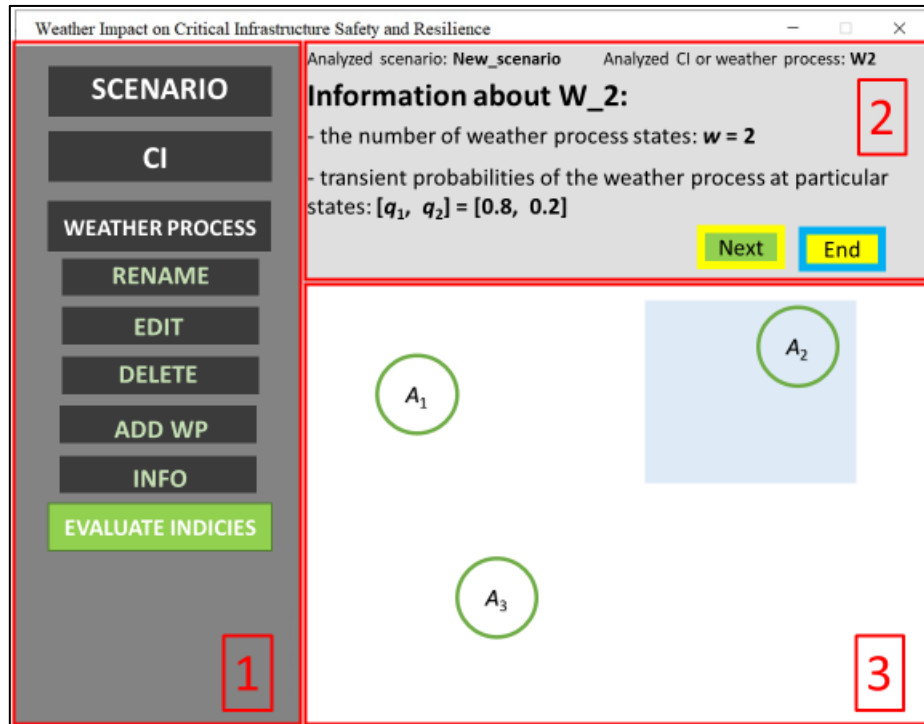 Weather Impact on Critical Infrastructure Safety and Resilience
SCENARIO
CI
WEATHER PROCESS
RENAME
EDIT
DELETE
ADD WP
INFO
EVALUATE INDICIES
1
Analyzed scenario: New_scenario Analyzed CI or weather process: W2
Information about W_2:
2
- the number of weather process states: w = 2
- transient probabilities of the weather process at particular
states: [q1, q2] = [0.8, 0.2]
Next End
A2
A1
A3
3